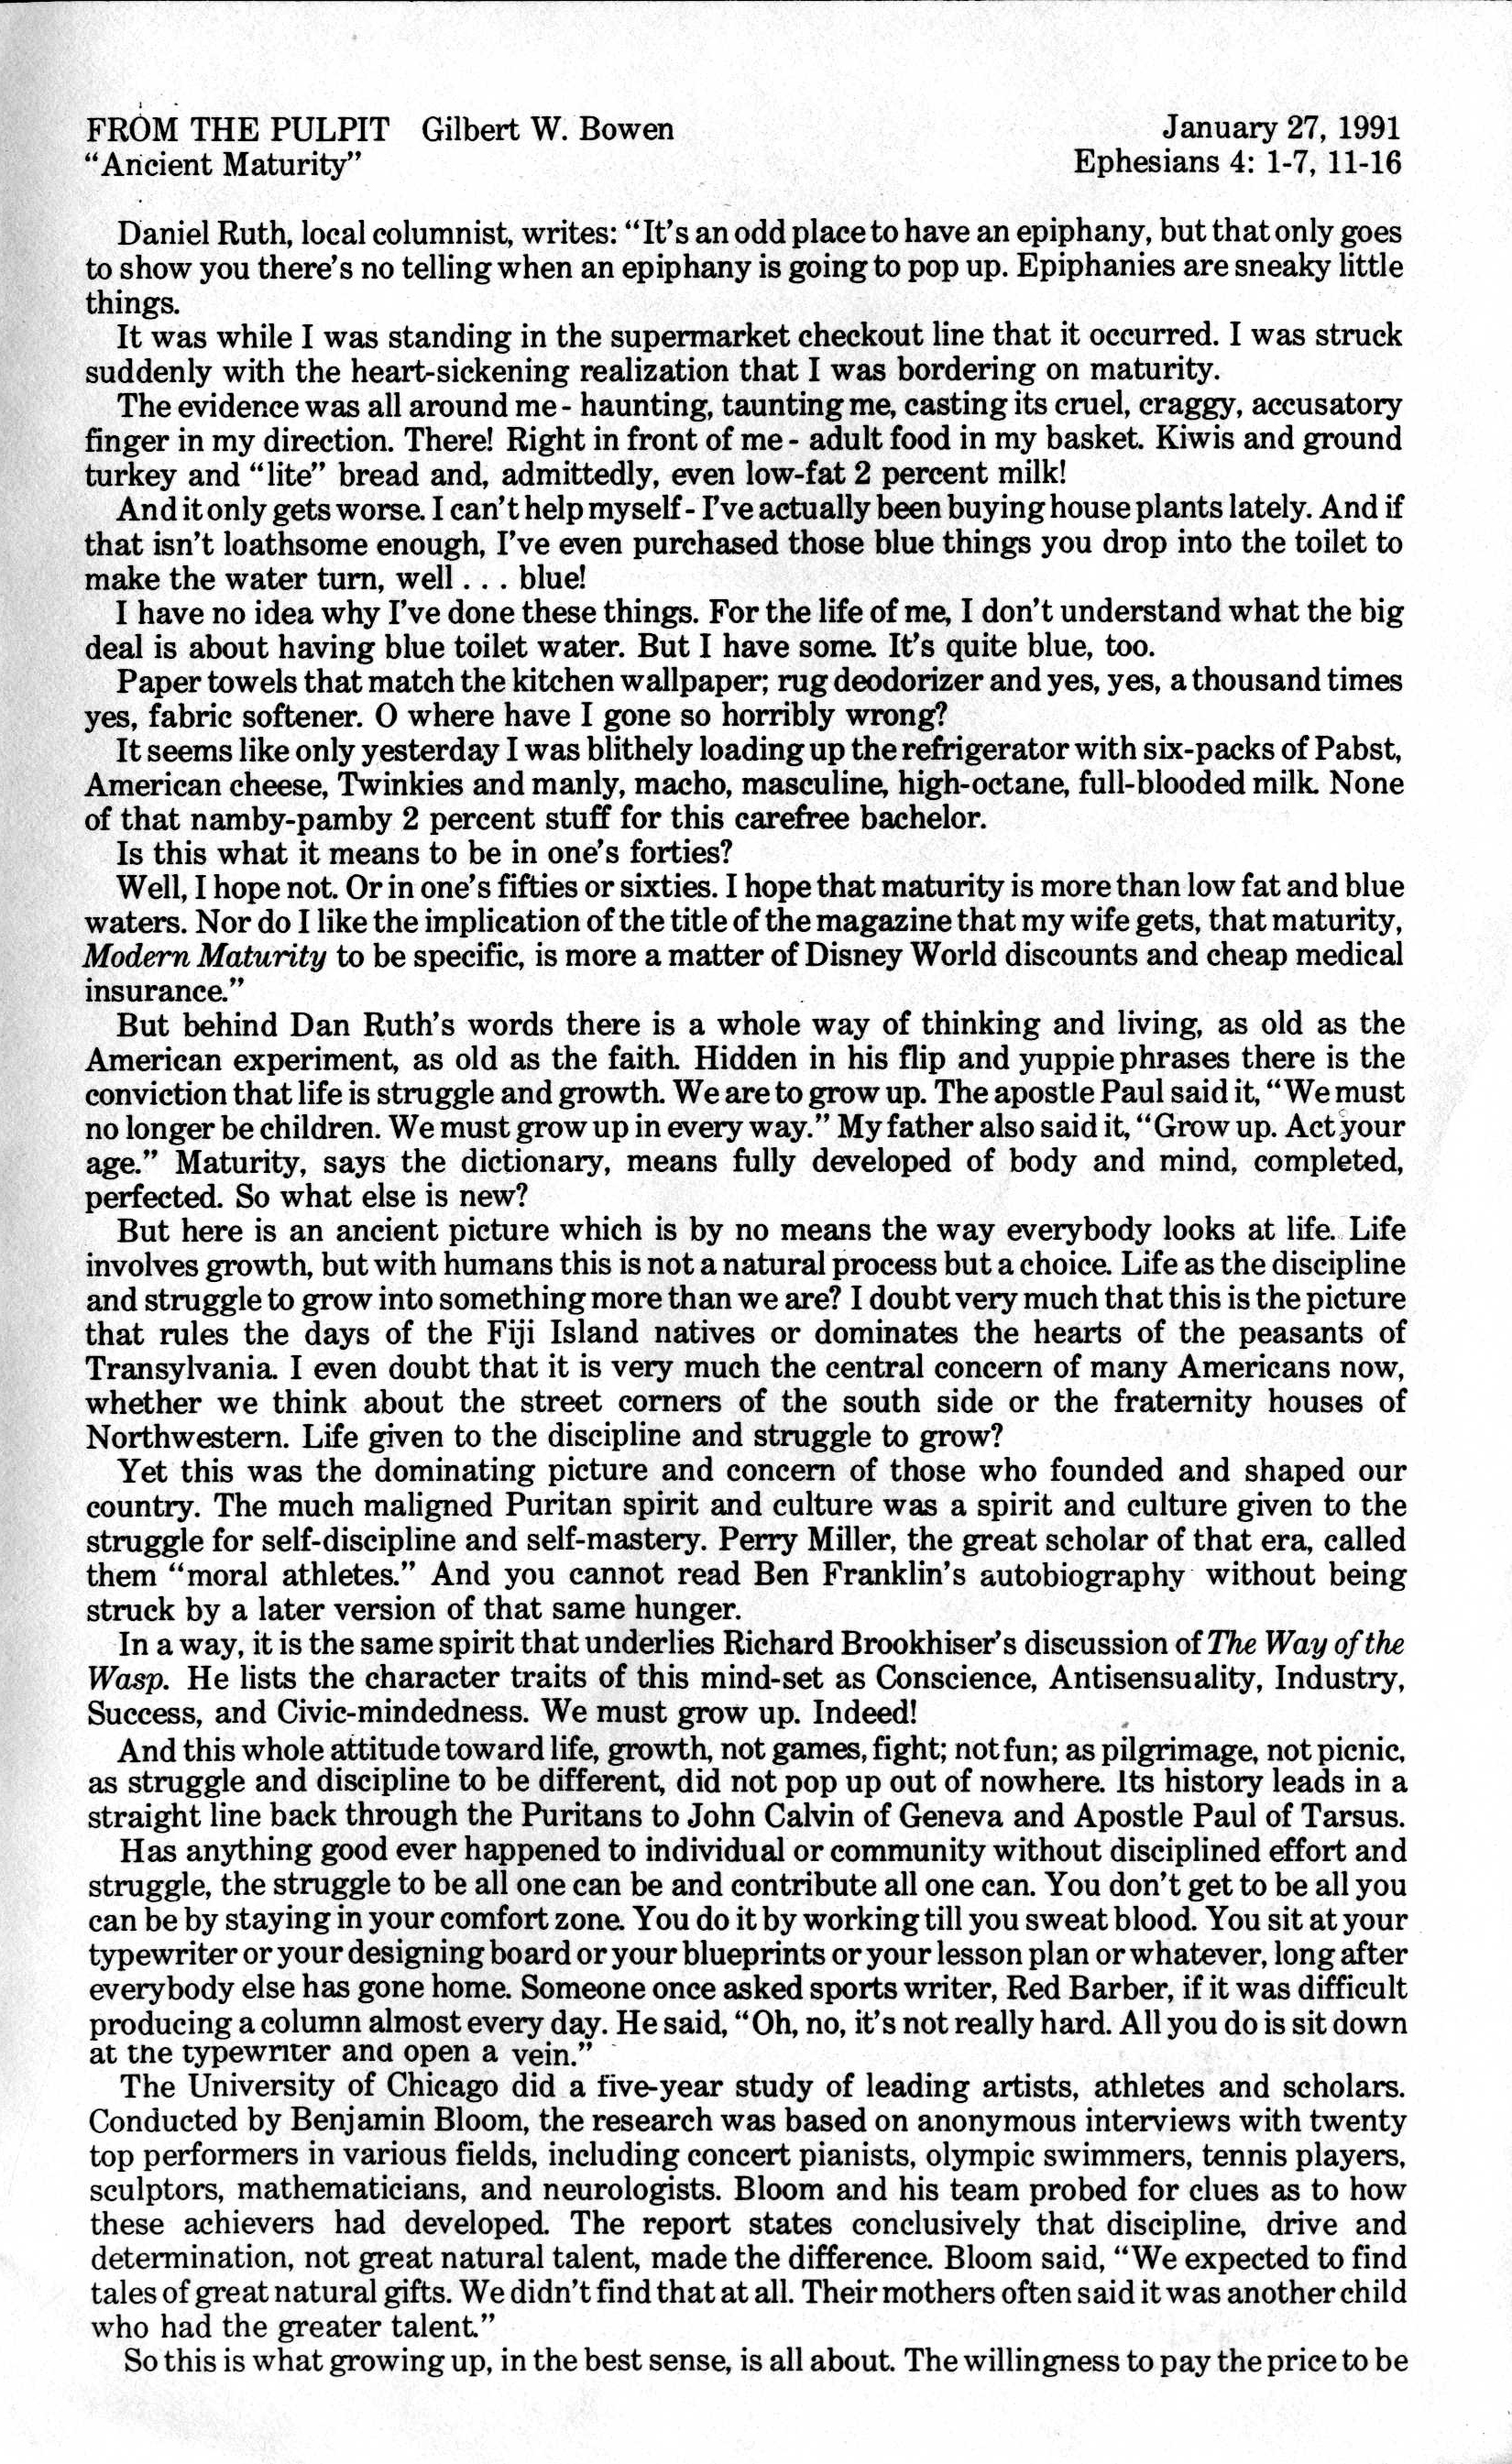 FROM THE PULPIT Gilbert W. Bowen January 27, 1991
“Ancient Maturity” Ephesians 4: 1-7, 11-16
Daniel Ruth, local columnist, writes: “It’s an odd place to have an epiphany, but that only goes
to show you there’s no telling when an epiphany is going to pop up. Epiphanies are sneaky little
things.
It was while I was standing in the supermarket checkout line that it occurred. I was struck
suddenly with the heart-sickening realization that I was bordering on maturity.
The evidence was all around me - haunting, taunting me, casting its cruel, craggy, accusatory
finger in my direction. There! Right in front of me - adult food in my basket. Kiwis and ground
turkey and “lite” bread and, admittedly, even low-fat 2 percent milk!
And it only gets worse. I can’t help myself - I’ve actually been buying house plants lately. And if
that isn’t loathsome enough, I’ve even purchased those blue things you drop into the toilet to
make the water turn, well . . . blue!
I have no idea why I’ve done these things. For the life of me, I don’t understand what the big
deal is about having blue toilet water. But I have some. It’s quite blue, too.
Paper towels that match the kitchen wallpaper; rug deodorizer and yes, yes, a thousand times
yes, fabric softener. O where have I gone so horribly wrong?
It seems like only yesterday I was blithely loading up the refrigerator with six-packs of Pabst,
American cheese, Twinkies and manly, macho, masculine, high-octane, full-blooded milk. None
of that namby-pamby 2 percent stuff for this carefree bachelor.
Is this what it means to be in one’s forties?
Well, I hope not. Or in one’s fifties or sixties. I hope that maturity is more than low fat and blue
waters. Nor do I like the implication of the title of the magazine that my wife gets, that maturity,
Modern Maturity to be specific, is more a matter of Disney World discounts and cheap medical
insurance.”
But behind Dan Ruth’s words there is a whole way of thinking and living, as old as the
American experiment, as old as the faith. Hidden in his flip and yuppie phrases there is the
conviction that life is struggle and growth. We are to grow up. The apostle Paul said it, “We must
no longer be children. We must grow up in every way.” My father also said it, “Grow up. Act your
age.” Maturity, says the dictionary, means fully developed of body and mind, completed,
perfected. So what else is new?
But here is an ancient picture which is by no means the way everybody looks at life. Life
involves growth, but with humans this is not a natural process but a choice. Life as the discipline
and struggle to grow into something more than we are? I doubt very much that this is the picture
that rules the days of the Fiji Island natives or dominates the hearts of the peasants of
Transylvania. I even doubt that it is very much the central concern of many Americans now,
whether we think about the street corners of the south side or the fraternity houses of
Northwestern. Life given to the discipline and struggle to grow?
Yet this was the dominating picture and concern of those who founded and shaped our
country. The much maligned Puritan spirit and culture was a spirit and culture given to the
struggle for self-discipline and self-mastery. Perry Miller, the great scholar of that era, called
them “moral athletes.” And you cannot read Ben Franklin’s autobiography without being
struck by a later version of that same hunger.
In a way, it is the same spirit that underlies Richard Brookhiser’s discussion of The Way of the
Wasp. He lists the character traits of this mind-set as Conscience, Antisensuality, Industry,
Success, and Civic-mindedness. We must grow up. Indeed!
And this whole attitude toward life, growth, not games, fight; not fun; as pilgrimage, not picnic,
as struggle and discipline to be different, did not pop up out of nowhere. Its history leads in a
straight line back through the Puritans to John Calvin of Geneva and Apostle Paul of Tarsus.
Has anything good ever happened to individual or community without disciplined effort and
struggle, the struggle to be all one can be and contribute all one can. You don’t get to be all you
can be by staying in your comfort zone. You do it by working till you sweat blood. You sit at your
typewriter or your designing board or your blueprints or your lesson plan or whatever, long after
everybody else has gone home. Someone once asked sports writer, Red Barber, if it was difficult
producing a column almost every day. He said, “Oh, no, it’s not really hard. All you do is sit down
at the typewriter and open a vein.”
The University of Chicago did a five-year study of leading artists, athletes and scholars.
Conducted by Benjamin Bloom, the research was based on anonymous interviews with twenty
top performers in various fields, including concert pianists, olympic swimmers, tennis players,
sculptors, mathematicians, and neurologists. Bloom and his team probed for clues as to how
these achievers had developed. The report states conclusively that discipline, drive and
determination, not great natural talent, made the difference. Bloom said, “We expected to find
tales of great natural gifts. We didn’t find that at all. Their mothers often said it was another child
who had the greater talent.”
So this is what growing up, in the best sense, is all about. The willingness to pay the price to be